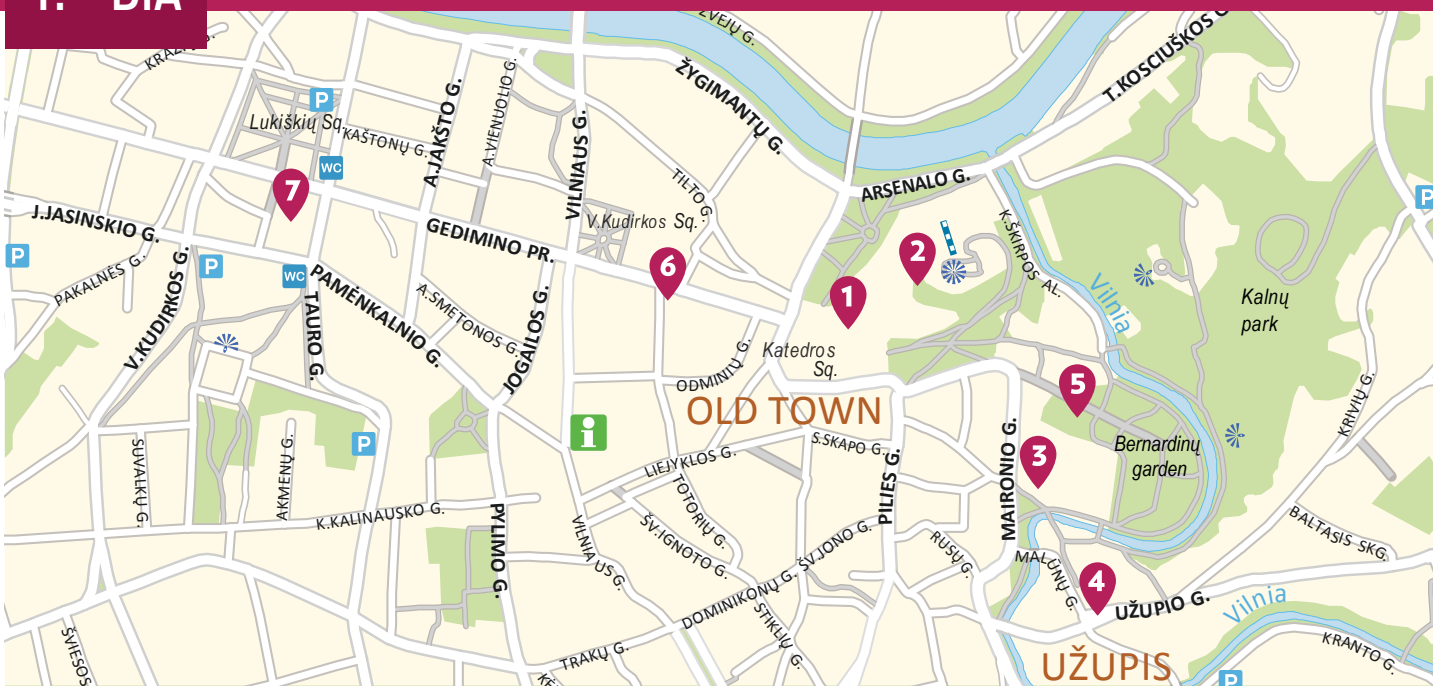 1. DIA
ŽVEJŲ G.
KRAŽIŲ G.
T.KOSCIUŠKOS G.
ŽYGIMANTŲ G.
P
Lukiškių Sq.
KAŠTONŲ G.
A.JAKŠTO G.
A.VIENUOLIO G.
VILNIAUS G.
WC
7
TILTO G.
ARSENALO G.
P
J.JASINSKIO G.
V.Kudirkos Sq.
GEDIMINO PR.
K.ŠKIRPOS AL.
P
PAKALNĖS G.
V.KUDIRKOS G.
P
WC
6
2
1
Vilnia
Kalnų
park
TAURO G.
PAMĖNKALNIO G.
A.SMETONOS G.
JOGAILOS G.
ODMINIŲ G.
Katedros
Sq.
5
KRIVIŲ G.
OLD TOWN
P
i
S.SKAPO G.
LIEJYKLOS G.
PILIES G.
MAIRONIO G.
3
Bernardinų
garden
SUVALKŲ G.
AKMENŲ G.
K.KALINAUSKO G.
TOTORIŲ G.
PYLIMO G.
VILNIAUS G.
ŠV.IGNOTO G.
ŠV.JONO G.
RUSŲ G.
BALTASIS SKG.
MALŪNŲ G.
4
DOMINIKONŲ G.
STIKLIŲ G.
UŽUPIO G.
Vilnia
TRAKŲ G.
ŠVIESOS
UŽUPIS
KRANTO G.
P